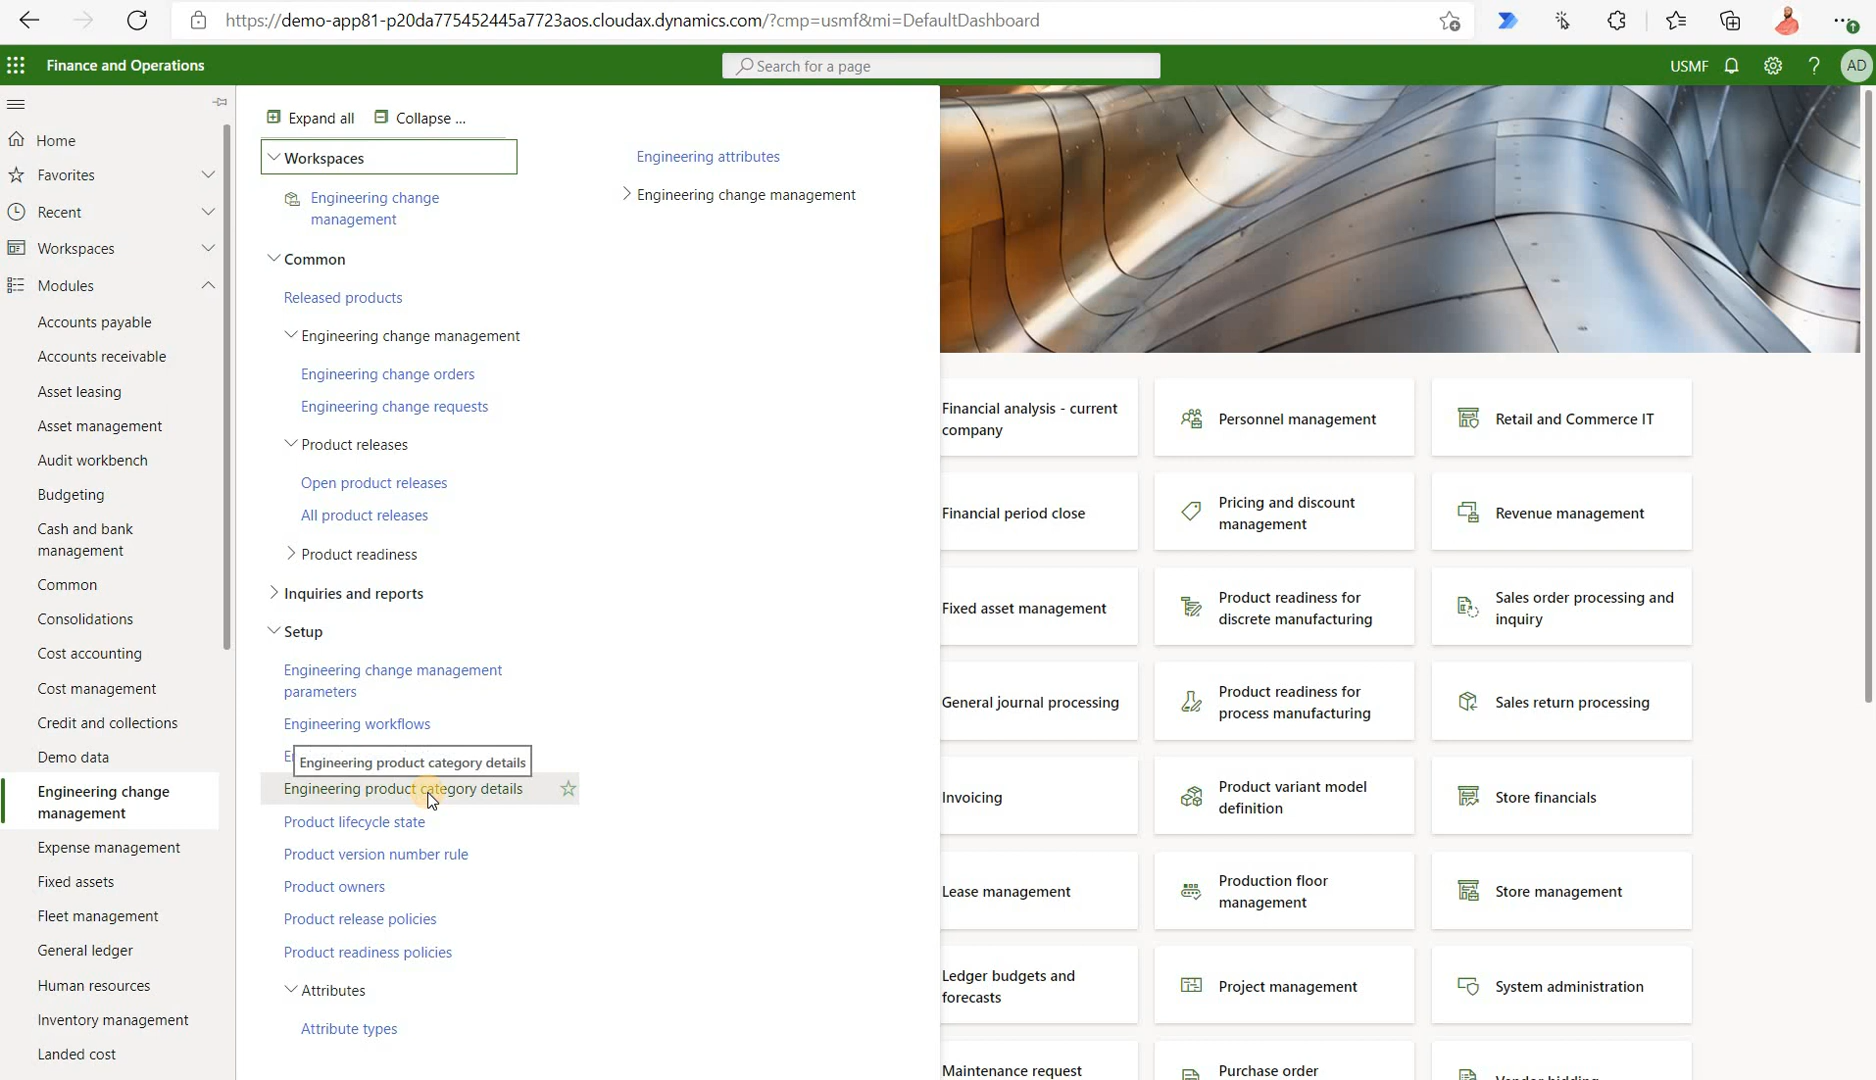 https://demo-app81-p20da775452445a7723aos.cloudax.dynamics.com/?cmp=usmf&mi=DefaultDashboard
Finance and Operations
Search for a page
USMF
?
AD
Home
Favorites
Recent
Workspaces
Modules
Accounts payable
Accounts receivable
Asset leasing
Asset management
Audit workbench
Budgeting
Cash and bank
management
Common
Consolidations
Cost accounting
Cost management
Credit and collections
Demo data
Engineering change
management
Expense management
Fixed assets
Fleet management
General ledger
Human resources
Inventory management
Landed cost
Expand all
Collapse ...
Workspaces
Engineering change
management
Common
Released products
Engineering change management
Engineering change orders
Engineering change requests
Product releases
Open product releases
All product releases
Product readiness
Inquiries and reports
Setup
Engineering change management
parameters
Engineering workflows
Engineering product category details
Engineering product category details
Product lifecycle state
Product version number rule
Product owners
Product release policies
Product readiness policies
Attributes
Attribute types
Engineering attributes
Engineering change management
Financial analysis - current
company
Financial period close
Fixed asset management
General journal processing
Invoicing
Lease management
Ledger budgets and
forecasts
Maintenance request
Personnel management
Pricing and discount
management
Product readiness for
discrete manufacturing
Product readiness for
process manufacturing
Product variant model
definition
Production floor
management
Project management
Purchase order
Retail and Commerce IT
Revenue management
Sales order processing and
inquiry
Sales return processing
Store financials
Store management
System administration